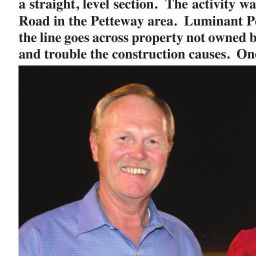 a straight, level section.  The activity wa
Road in the Petteway area.  Luminant P
the line goes across property not owned b
and trouble the construction causes.  On